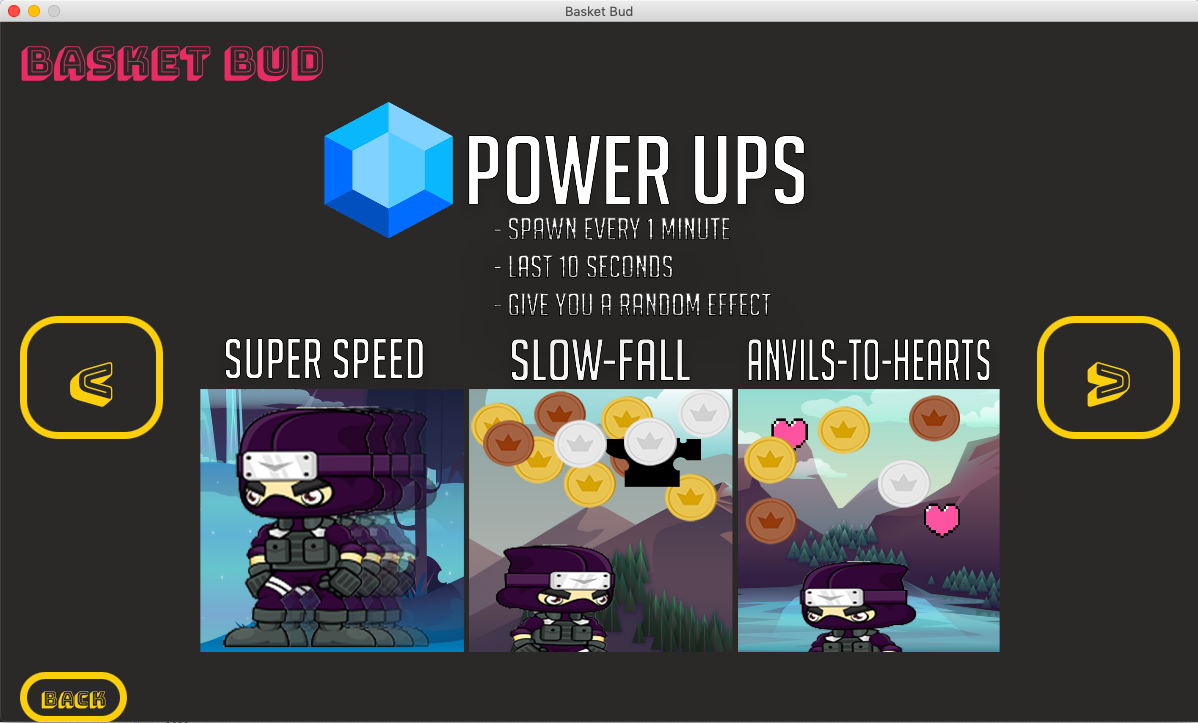 Basket Bud
BASKET BUD
POWER UPS
- SPAWN EVERY 1 MINUTE
- LAST 10 SECONDS
- GIVE YOU A RANDOM EFFECT
SUPER SPEED
SLOW-FALL
ANVILS-TO-HEARTS
<
>
BACK